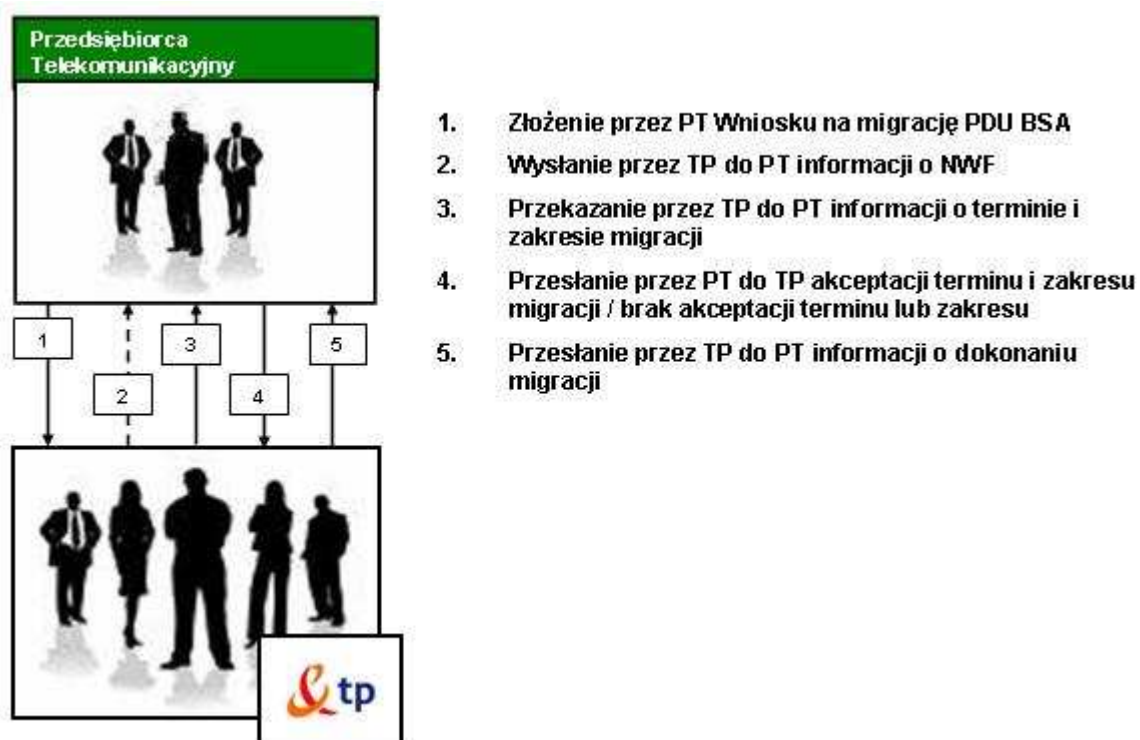 Przedsiębiorca
Telekomunikacyjny
1. Złożenie przez PT Wniosku na migrację PDU BSA
2. Wysłanie przez TP do PT informacji o NWF
3. Przekazanie przez TP do PT informacji o terminie i
zakresie migracji
4. Przesłanie przez PT do TP akceptacji terminu i zakresu
migracji / brak akceptacji terminu lub zakresu
5. Przesłanie przez TP do PT informacji o dokonaniu
migracji
1
3
5
2
4
tp